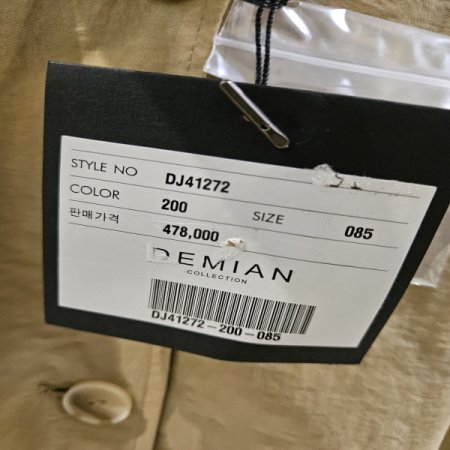 STYLE NO DJ41272
COLOR 200 SIZE 085
판매가격 478,000
DEMIAN
COLLECTION
DJ41272-200-085